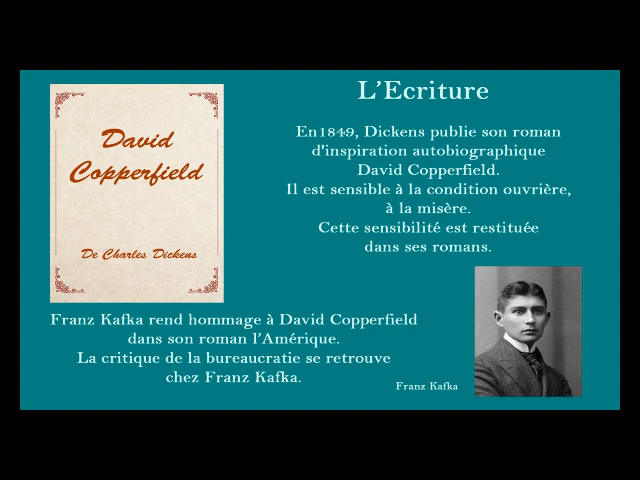 L'Ecriture
David
Copperfield
De Charles Dickens
En1849, Dickens publie son roman
d'inspiration autobiographique
David Copperfield.
Il est sensible à la condition ouvrière,
à la misère.
Cette sensibilité est restituée
dans ses romans.
Franz Kafka rend hommage à David Copperfield
dans son roman l'Amérique.
La critique de la bureaucratie se retrouve
chez Franz Kafka.
Franz Kafka